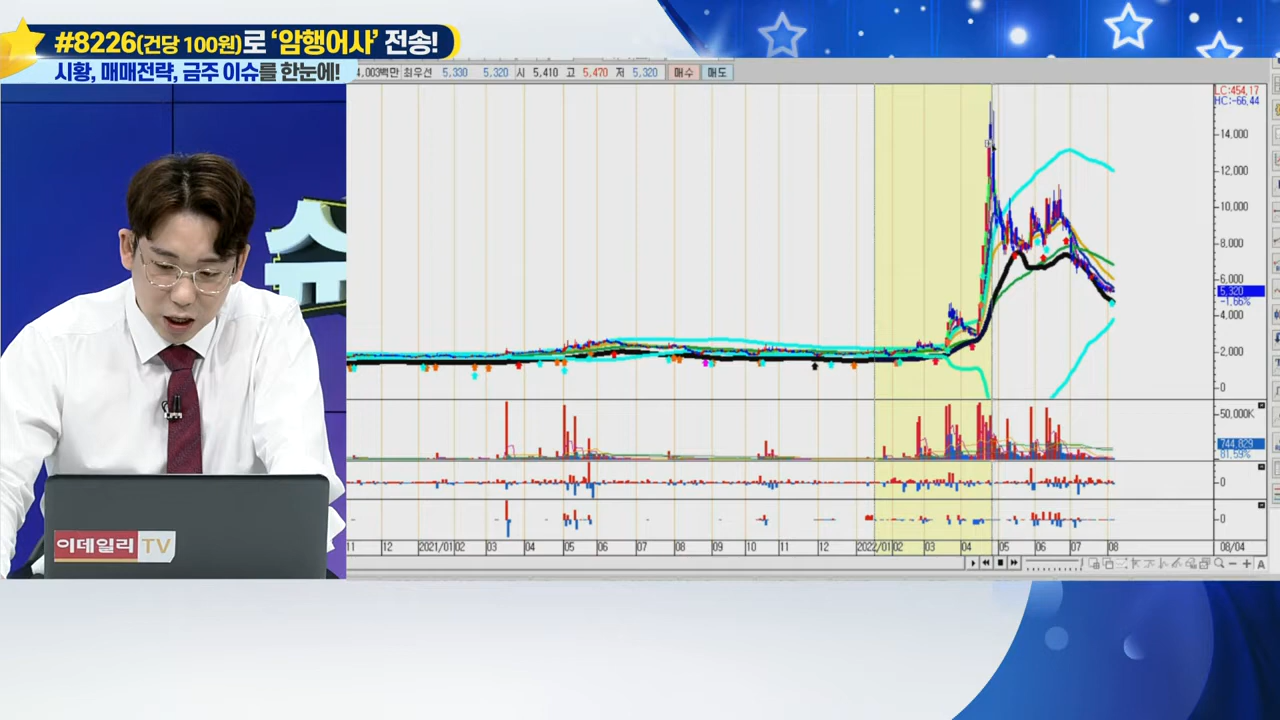 #8226(건당 100원)로 ‘암행어사’ 전송!
시황, 매매전략, 금주 이슈를 한눈에!
4,003백만 최우선 5,330 5,320 시 5,410 고 5,470 저 5,320 매수 매도
슈
이데일리 TV
LC:454,17
HC:-66,44
14,000
12,000
10,000
8,000
6,000
5,320
-1,66%
4,000
2,000
0
50,000K
744,829
81,59%
0
0
11 12 2021/01 02 03 04 05 06 07 08 09 10 11 12 2022/01 02 03 04 05 06 07 08 08/04
A